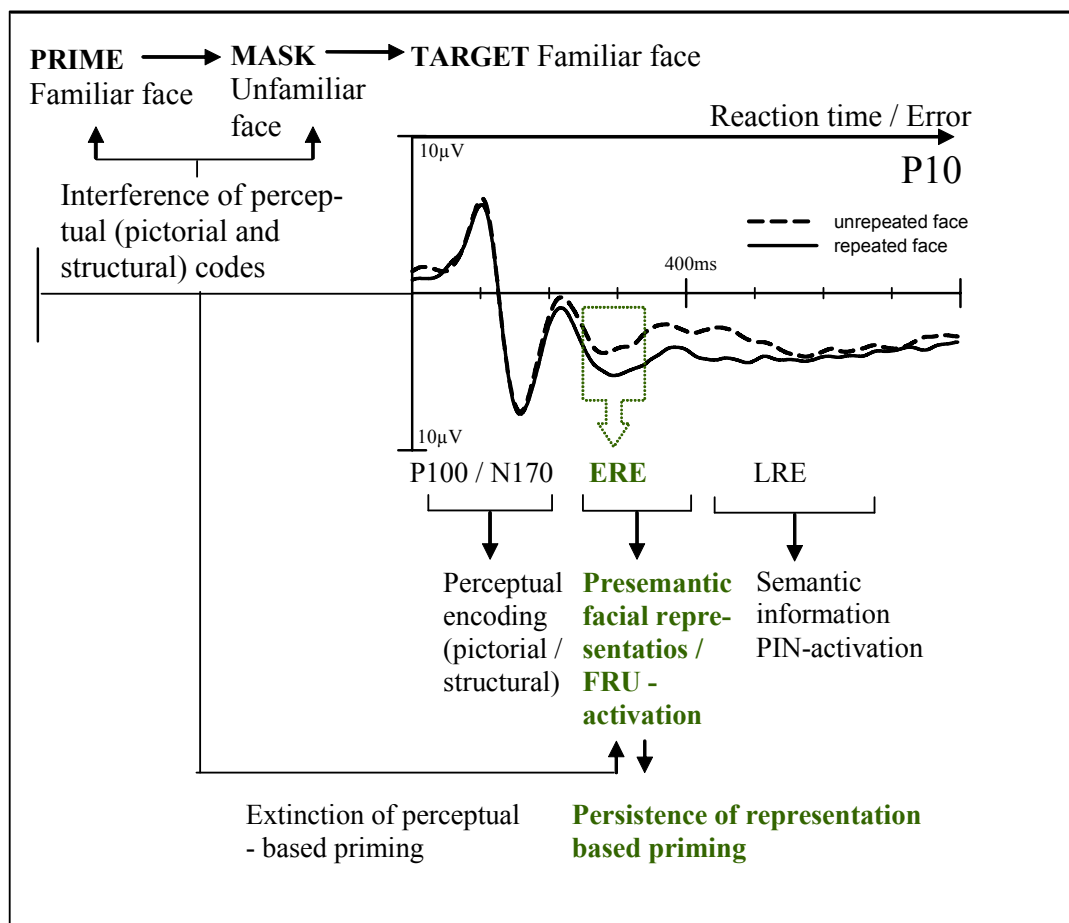 PRIME MASK TARGET Familiar face
Familiar face Unfamiliar
face
Reaction time / Error
10µV
P10
Interference of percep-
tual (pictorial and
structural) codes
unrepeated face
repeated face
400ms
10µV
P100 / N170 ERE LRE
Perceptual
encoding
(pictorial /
structural)
Presemantic
facial repre-
sentatios /
FRU -
activation
Semantic
information
PIN-activation
Extinction of perceptual
- based priming
Persistence of representation
based priming